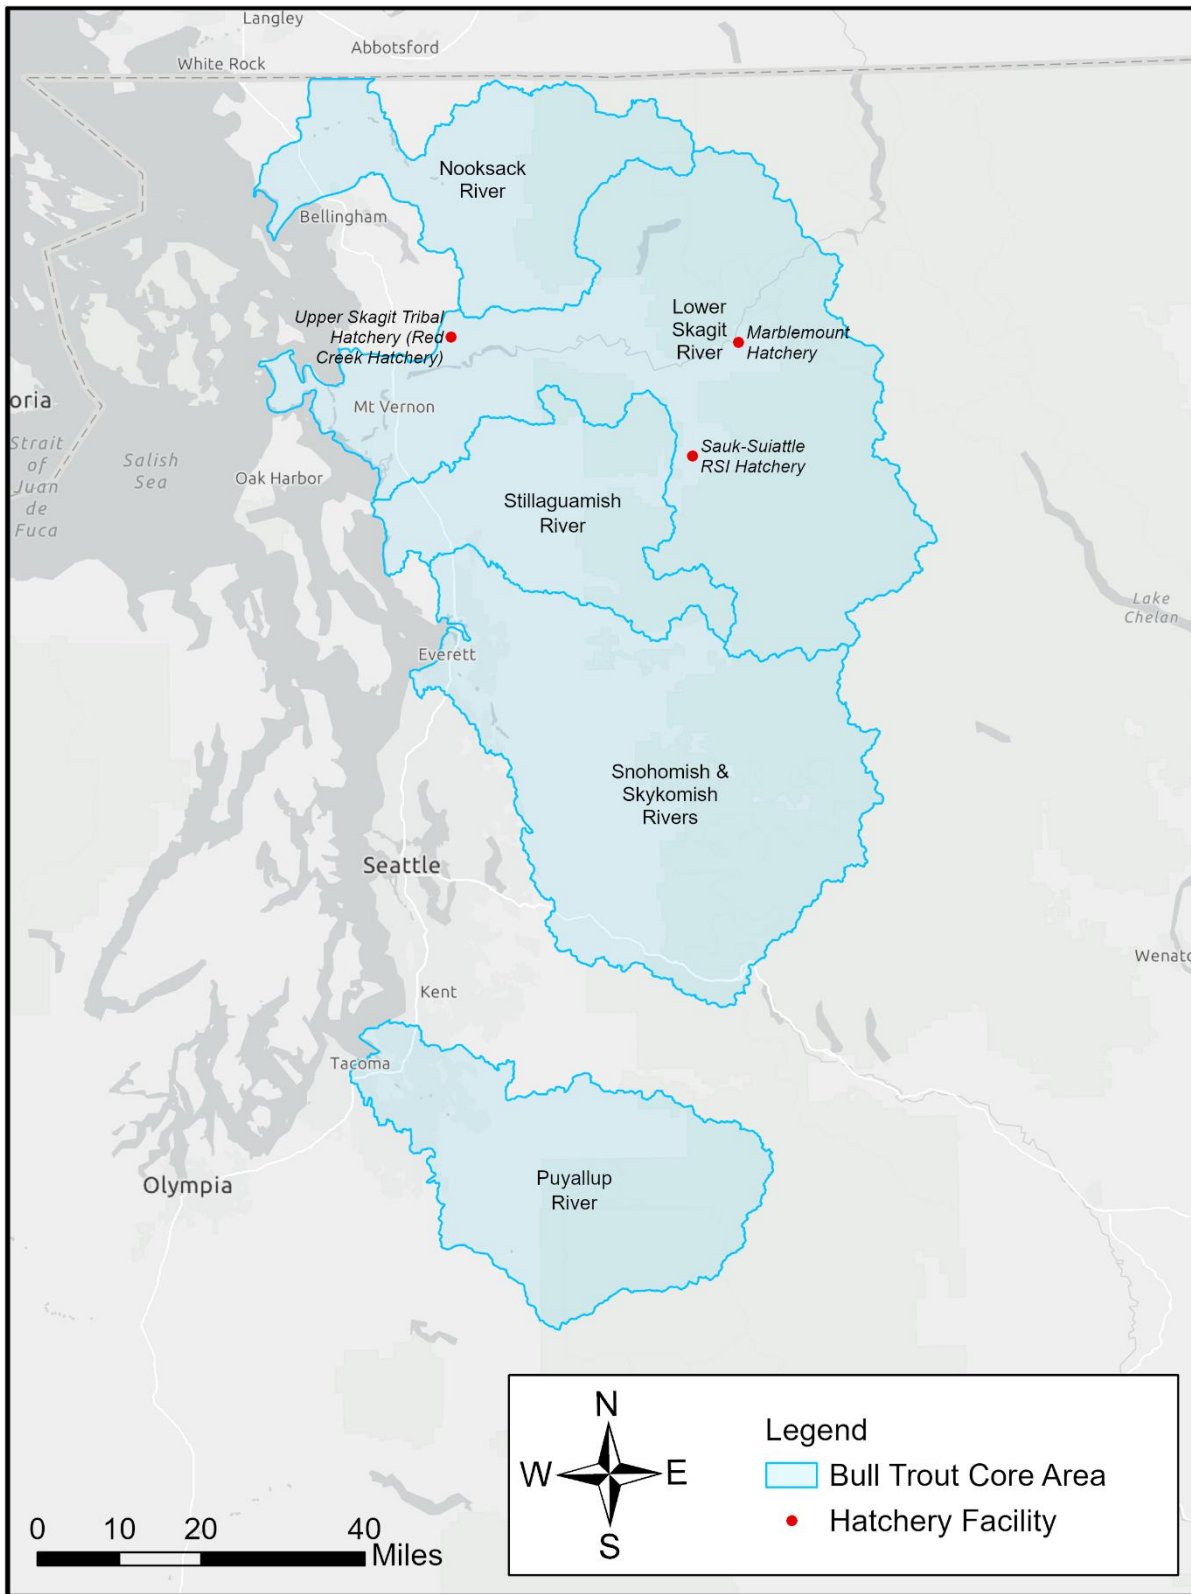 Langley
Abbotsford
White Rock
Nooksack
River
Bellingham
Upper Skagit Tribal
Hatchery (Red
Creek Hatchery)
Lower
Skagit
River
Marblemount
Hatchery
oria
Mt Vernon
Strait
of
Juan
de
Fuca
Salish
Sea
Oak Harbor
Sauk-Suiattle
RSI Hatchery
Stillaguamish
River
Lake
Chelan
Everett
Snohomish &
Skykomish
Rivers
Seattle
Wenatc
Kent
Tacoma
Puyallup
River
Olympia
N
W E
S
Legend
Bull Trout Core Area
Hatchery Facility
0 10 20 40
Miles